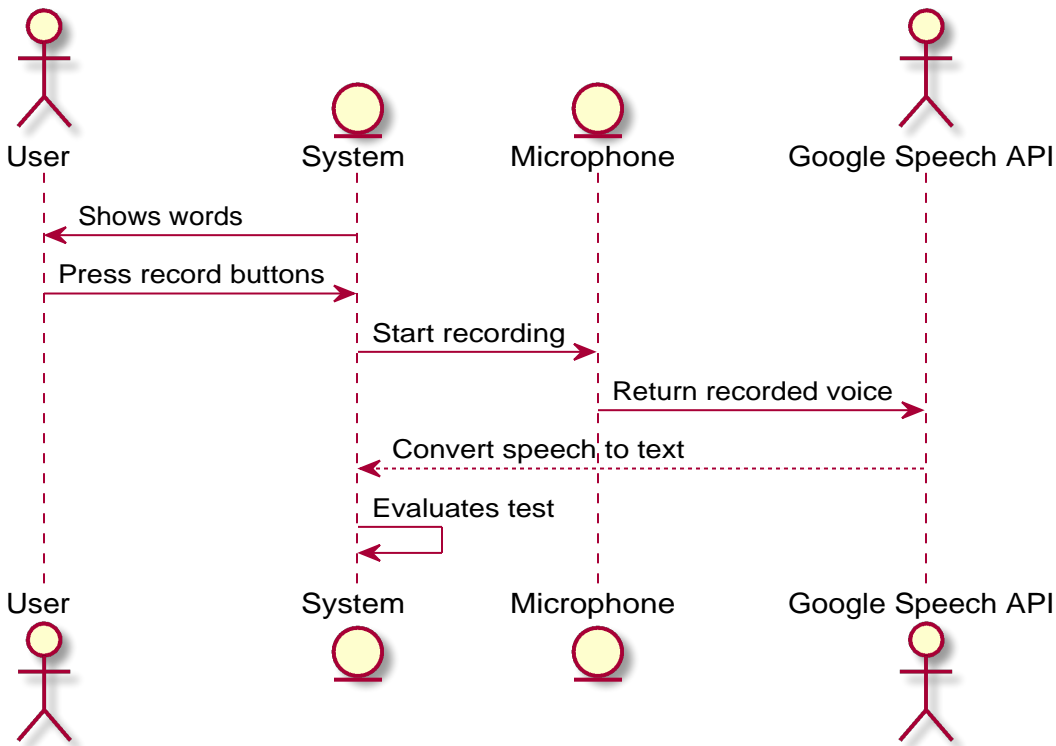 User
System
Microphone
Google Speech API
Shows words
Press record buttons
Start recording
Return recorded voice
Convert speech to text
Evaluates test
User
System
Microphone
Google Speech API